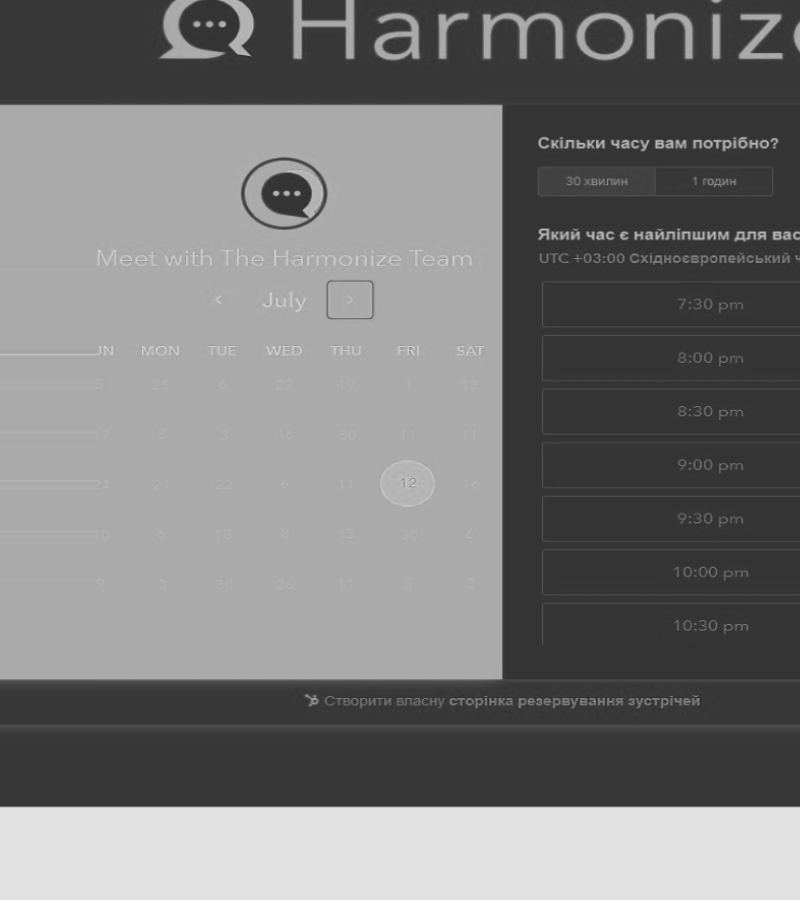 Harmonize
Meet with The Harmonize Team
July
UN MON TUE WED THU FRI SAT
5 25 6 27 19 1 18
17 8 3 16 30 11 11
24 21 22 6 11 12 16
10 6 18 8 13 30 6
9 3 30 26 11 5 2
Скільки часу вам потрібно?
30 хвилин 1 годин
Який час є найліпшим для вас
UTC +03:00 Східноєвропейський ч
7:30 pm
8:00 pm
8:30 pm
9:00 pm
9:30 pm
10:00 pm
10:30 pm
Створити власну сторінка резервування зустрічей